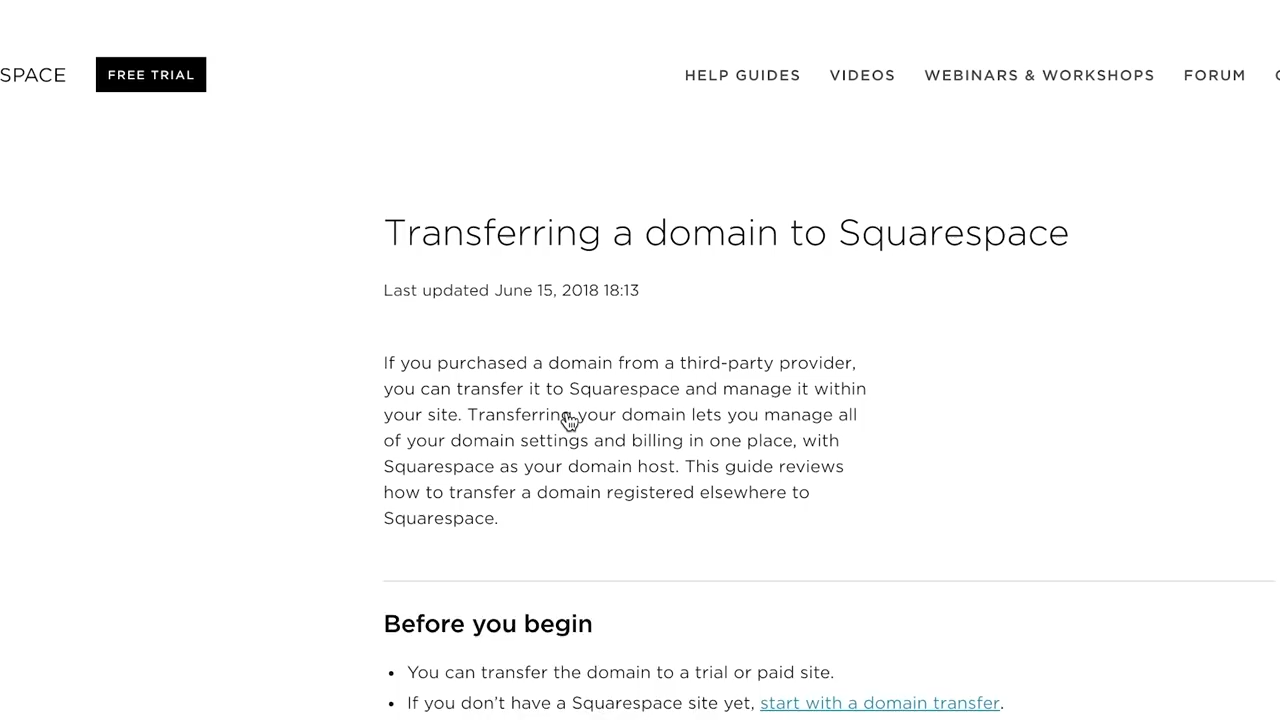 SPACE
FREE TRIAL
HELP GUIDES
VIDEOS
WEBINARS & WORKSHOPS
FORUM
Transferring a domain to Squarespace
Last updated June 15, 2018 18:13
If you purchased a domain from a third-party provider,
you can transfer it to Squarespace and manage it within
your site. Transferring your domain lets you manage all
of your domain settings and billing in one place, with
Squarespace as your domain host. This guide reviews
how to transfer a domain registered elsewhere to
Squarespace.
Before you begin
• You can transfer the domain to a trial or paid site.
• If you don’t have a Squarespace site yet, start with a domain transfer.